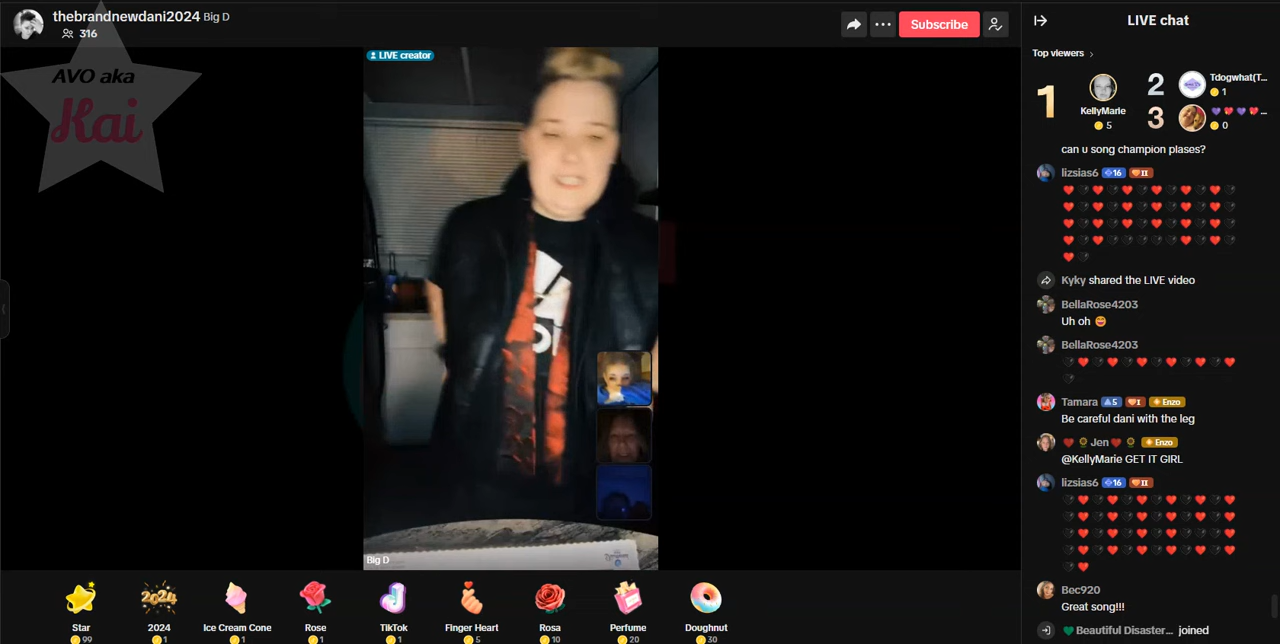 thebrandnewdani2024 Big D
316
Subscribe
AVO aka
Kai
LIVE creator
Big D
Star
99
2024
2024
1
Ice Cream Cone
1
Rose
1
TikTok
1
Finger Heart
5
Rosa
10
Perfume
20
Doughnut
30
LIVE chat
Top viewers
1
KellyMarie
5
2
Tdogwhat(T...
1
3
💜 ❤️ 💜 ❤️ ...
0
can u song champion plases?
lizsias6 16 II
Kyky shared the LIVE video
BellaRose4203
Uh oh 😅
BellaRose4203
Tamara 5 I Enzo
Be careful dani with the leg
❤️ 🌻 Jen ❤️ 🌻 Enzo
@KellyMarie GET IT GIRL
lizsias6 16 II
Bec920
Great song!!!
💚 Beautiful Disaster... joined